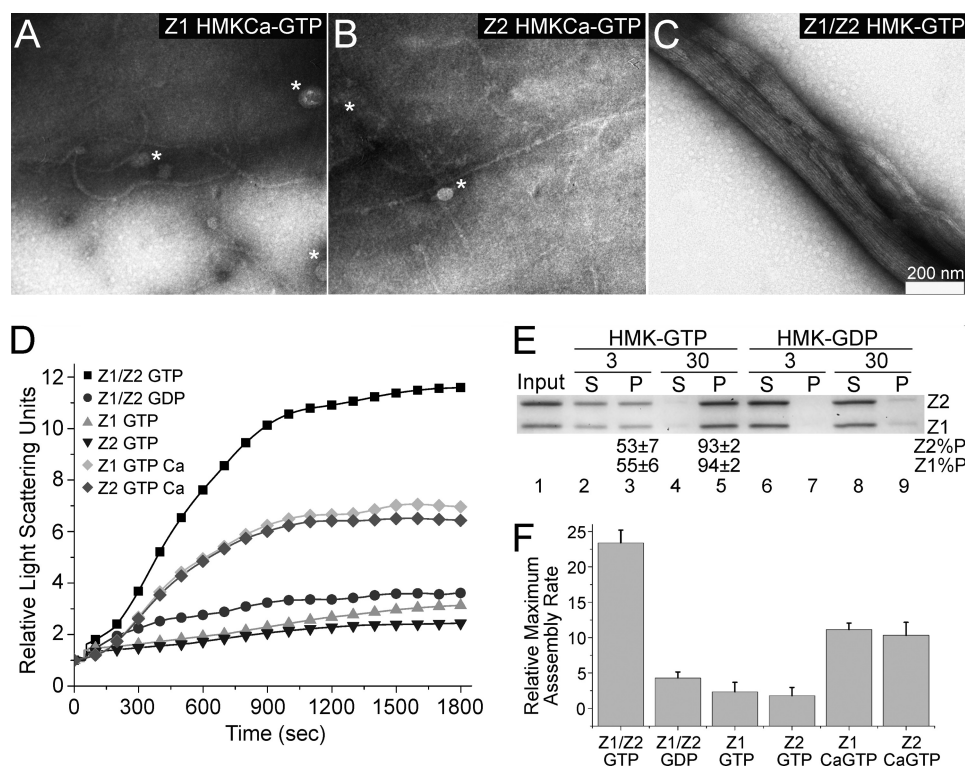 A
Z1 HMKCa-GTP
*
*
*
B
Z2 HMKCa-GTP
*
*
C
Z1/Z2 HMK-GTP
200 nm
D
Z1/Z2 GTP
Z1/Z2 GDP
Z1 GTP
Z2 GTP
Z1 GTP Ca
Z2 GTP Ca
12
10
8
6
4
2
0
0 300 600 900 1200 1500 1800
Relative Light Scattering Units
Time (sec)
E
HMK-GTP HMK-GDP
3 30 3 30
Input S P S P S P S P
Z2
Z1
53±7 93±2 Z2%P
55±6 94±2 Z1%P
1 2 3 4 5 6 7 8 9
F
Relative Maximum
Asssembly Rate
25
20
15
10
5
0
Z1/Z2 Z1/Z2 Z1 Z2 Z1 Z2
GTP GDP GTP GTP CaGTP CaGTP